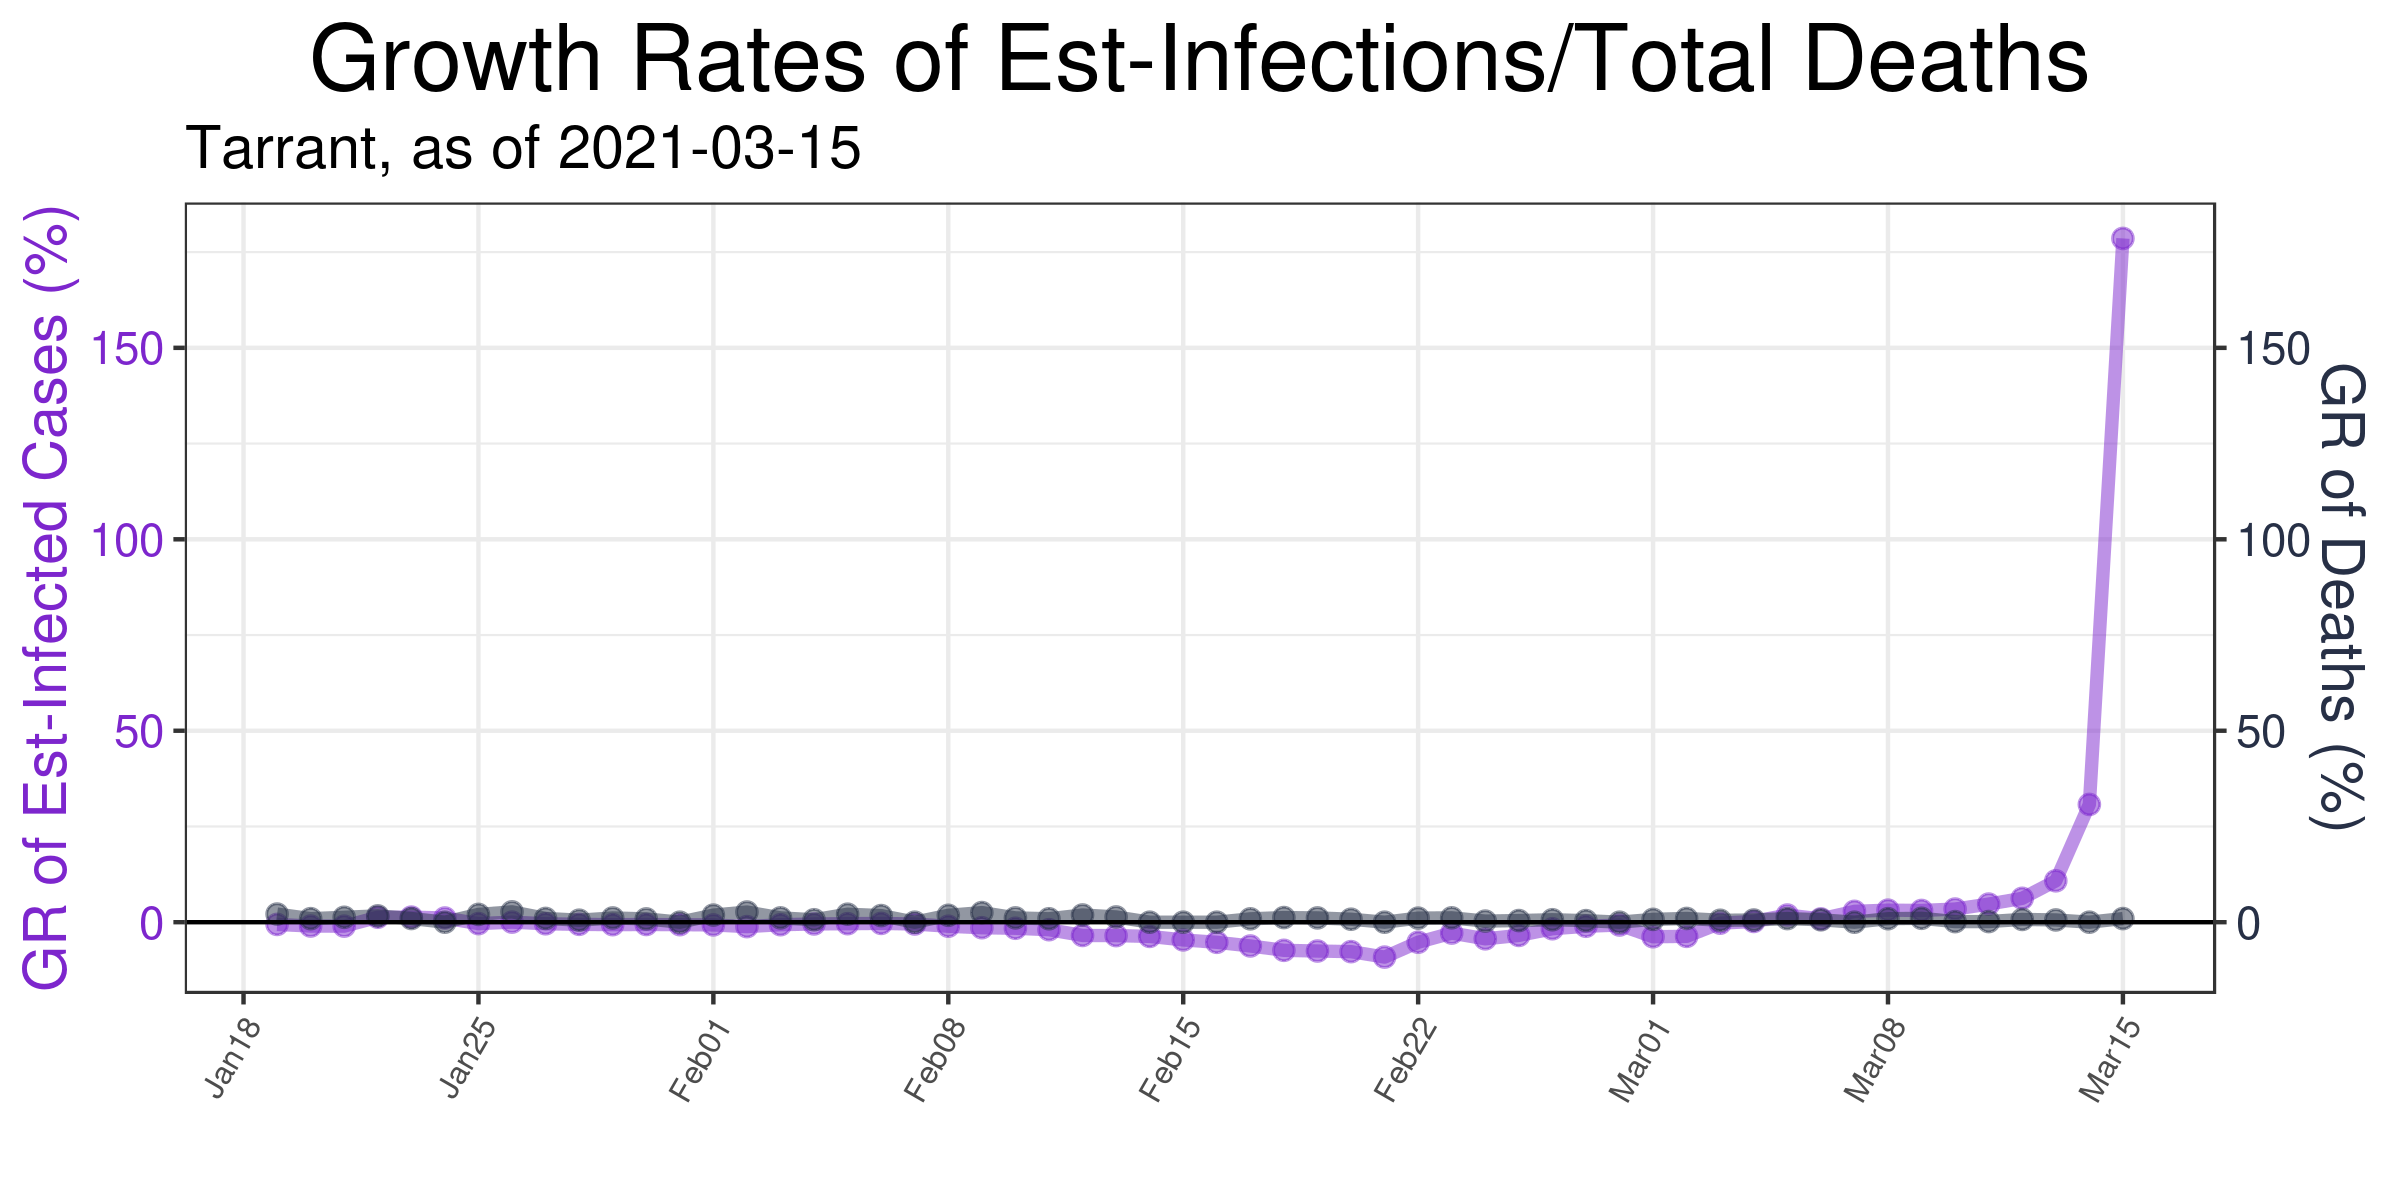 Growth Rates of Est-Infections/Total Deaths
Tarrant, as of 2021-03-15
GR of Est-Infected Cases (%)
150
100
50
0
150
100
50
0
GR of Deaths (%)
Jan18
Jan25
Feb01
Feb08
Feb15
Feb22
Mar01
Mar08
Mar15